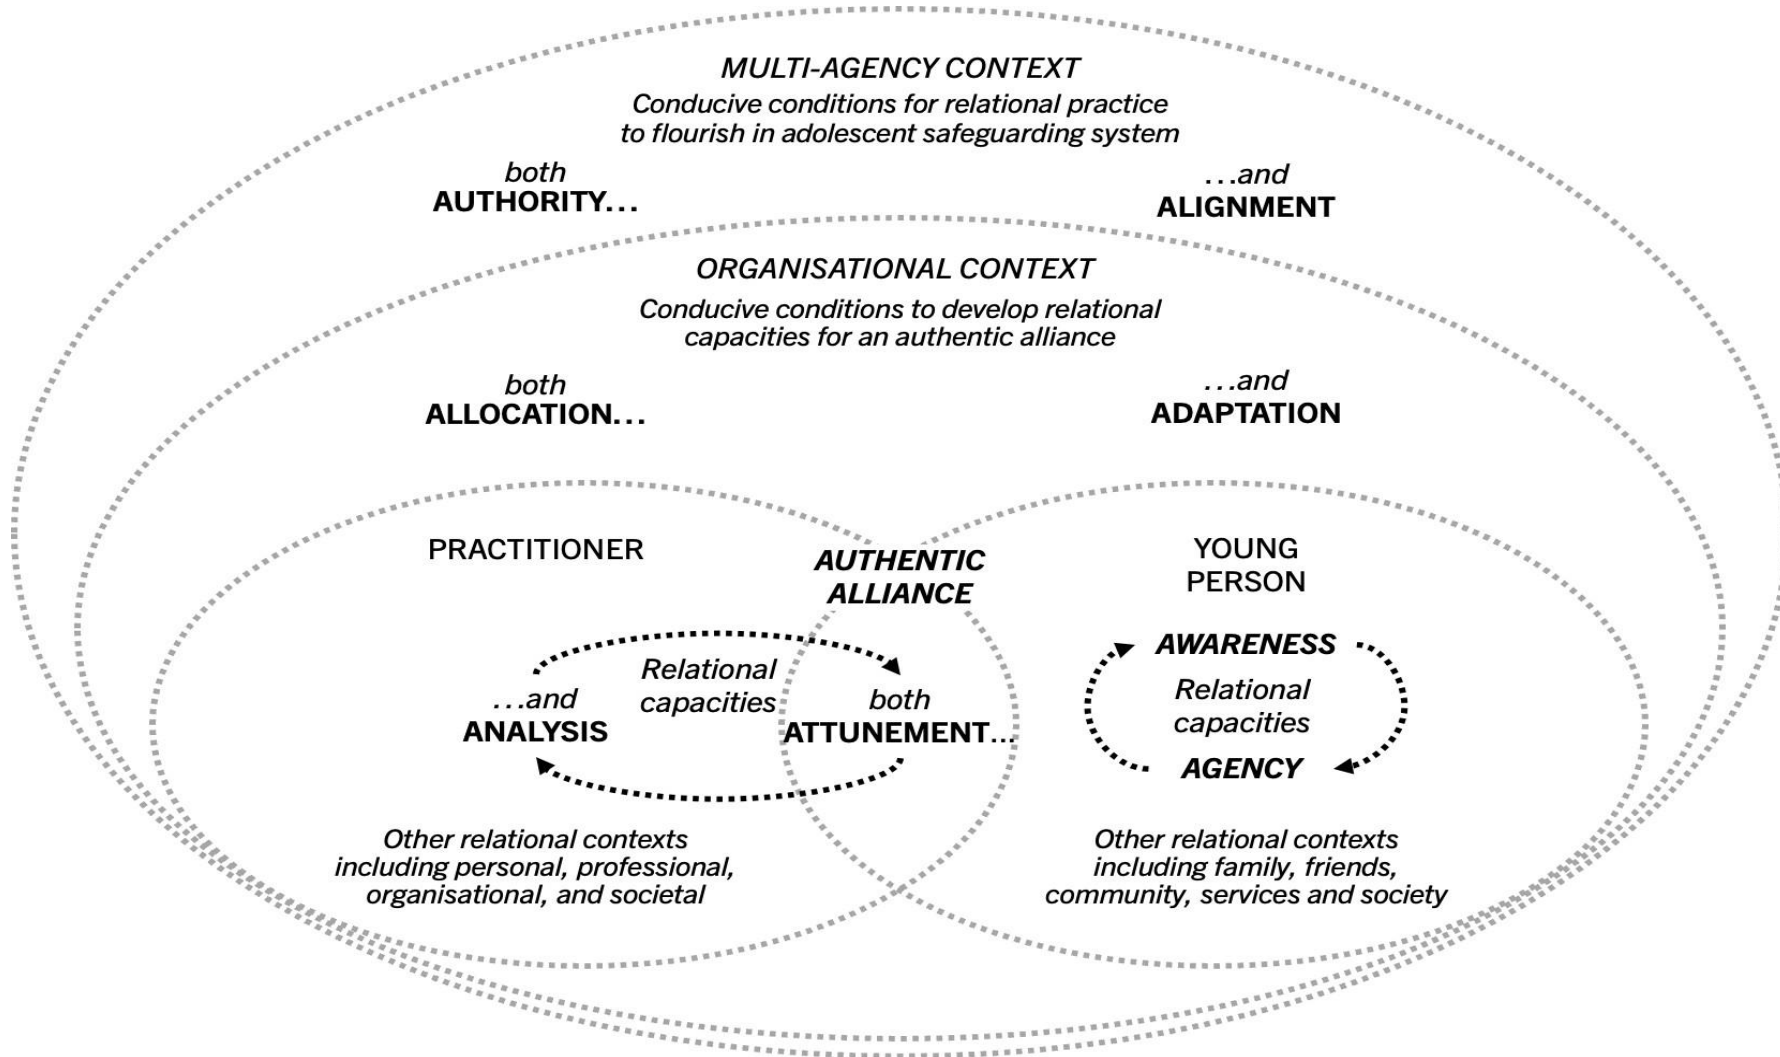 MULTI-AGENCY CONTEXT
Conducive conditions for relational practice
to flourish in adolescent safeguarding system
both
AUTHORITY...
...and
ALIGNMENT
ORGANISATIONAL CONTEXT
Conducive conditions to develop relational
capacities for an authentic alliance
both
ALLOCATION...
...and
ADAPTATION
PRACTITIONER
AUTHENTIC
ALLIANCE
YOUNG
PERSON
Relational
capacities
...and
ANALYSIS
both
ATTUNEMENT...
AWARENESS
Relational
capacities
AGENCY
Other relational contexts
including personal, professional,
organisational, and societal
Other relational contexts
including family, friends,
community, services and society